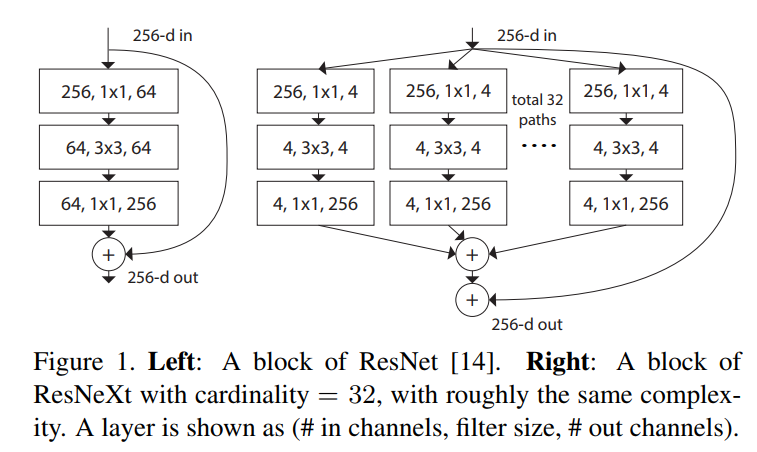 256-d in
256, 1x1, 64
64, 3x3, 64
64, 1x1, 256
+
256-d out
256-d in
256, 1x1, 4
256, 1x1, 4
total 32
paths
....
256, 1x1, 4
4, 3x3, 4
4, 3x3, 4
4, 3x3, 4
4, 1x1, 256
4, 1x1, 256
4, 1x1, 256
+
+
256-d out
Figure 1. Left: A block of ResNet [14]. Right: A block of
ResNeXt with cardinality = 32, with roughly the same complex-
ity. A layer is shown as (# in channels, filter size, # out channels).